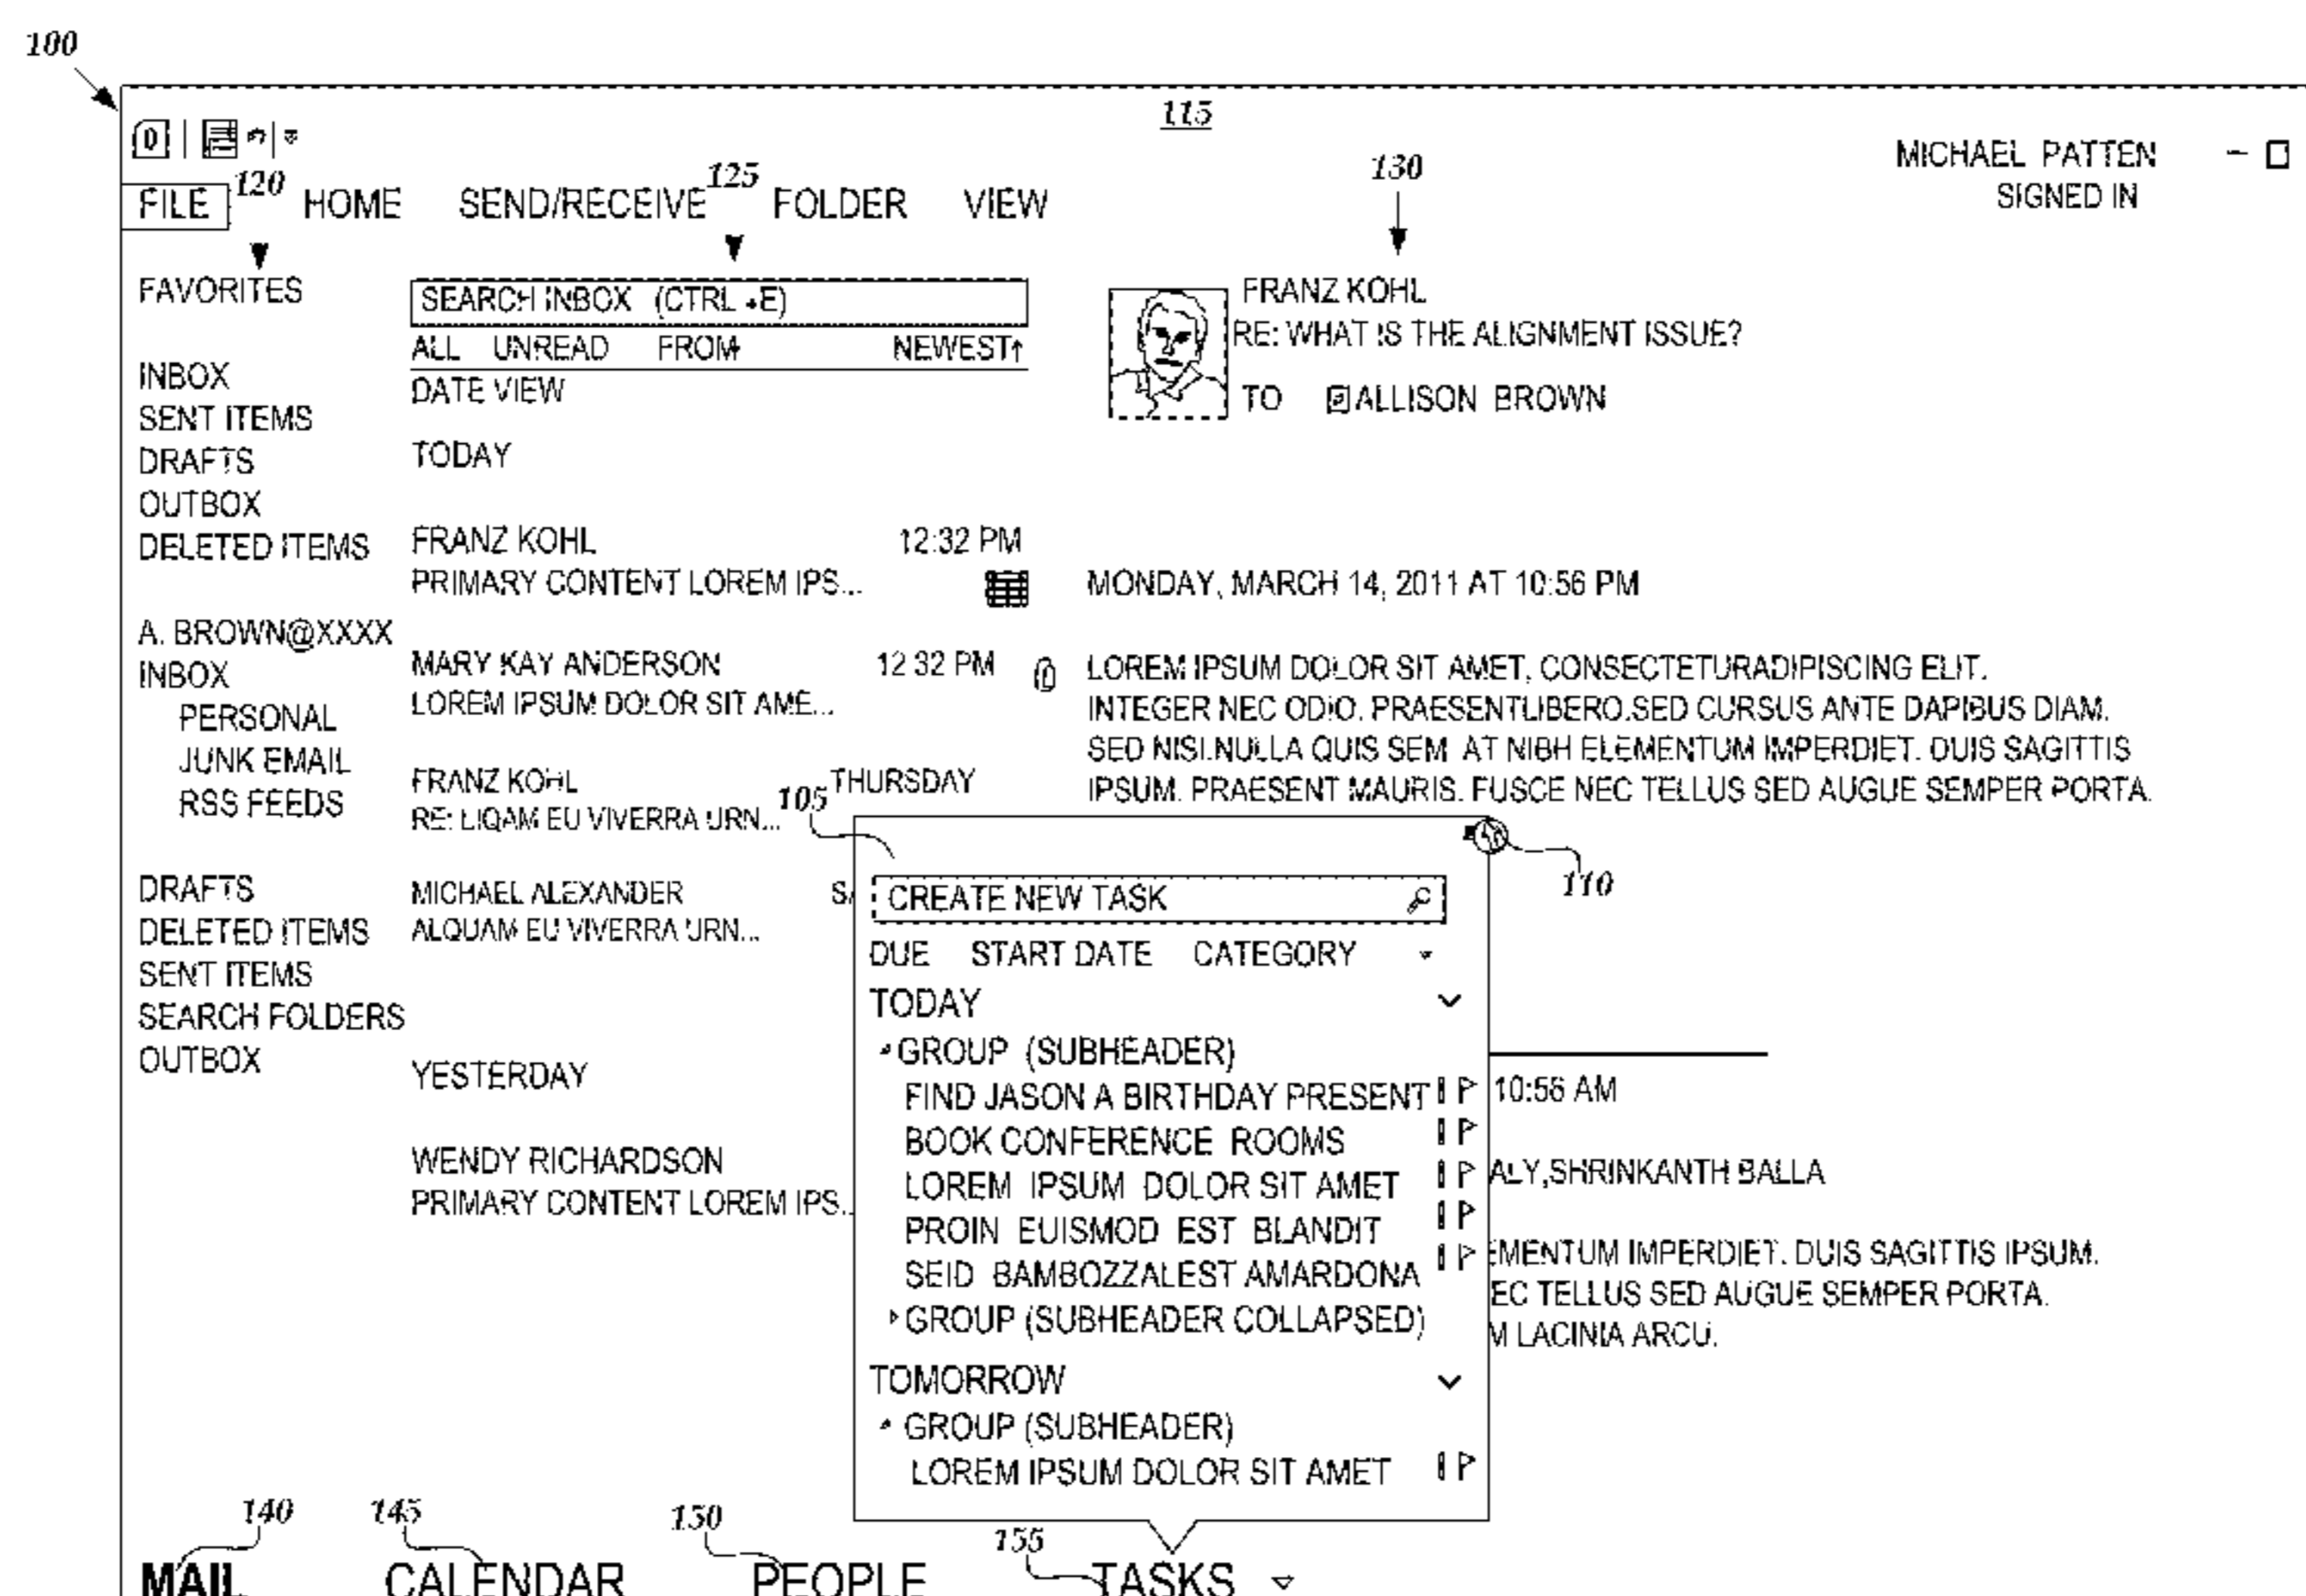 100
115
MICHAEL PATTEN
SIGNED IN
120
125
130
FILE HOME SEND/RECEIVE FOLDER VIEW
FAVORITES
INBOX
SENT ITEMS
DRAFTS
OUTBOX
DELETED ITEMS
A. BROWN@XXXX
INBOX
PERSONAL
JUNK EMAIL
RSS FEEDS
DRAFTS
DELETED ITEMS
SENT ITEMS
SEARCH FOLDERS
OUTBOX
SEARCH INBOX (CTRL +E)
ALL UNREAD FROM NEWEST↑
DATE VIEW
TODAY
FRANZ KOHL 12:32 PM
PRIMARY CONTENT LOREM IPS...
MARY KAY ANDERSON 12 32 PM
LOREM IPSUM DOLOR SIT AME...
FRANZ KOHL THURSDAY
RE: LIQAM EU VIVERRA URN...
MICHAEL ALEXANDER
ALQUAM EU VIVERRA URN...
YESTERDAY
WENDY RICHARDSON
PRIMARY CONTENT LOREM IPS..
FRANZ KOHL
RE: WHAT IS THE ALIGNMENT ISSUE?
TO ALLISON BROWN
MONDAY, MARCH 14, 2011 AT 10:56 PM
LOREM IPSUM DOLOR SIT AMET, CONSECTETURADIPISCING ELIT.
INTEGER NEC ODIO. PRAESENTLIBERO.SED CURSUS ANTE DAPIBUS DIAM.
SED NISI.NULLA QUIS SEM AT NIBH ELEMENTUM IMPERDIET. DUIS SAGITTIS
IPSUM. PRAESENT MAURIS. FUSCE NEC TELLUS SED AUGUE SEMPER PORTA.
105
110
CREATE NEW TASK
DUE START DATE CATEGORY
TODAY
GROUP (SUBHEADER)
FIND JASON A BIRTHDAY PRESENT
BOOK CONFERENCE ROOMS
LOREM IPSUM DOLOR SIT AMET
PROIN EUISMOD EST BLANDIT
SEID BAMBOZZALEST AMARDONA
GROUP (SUBHEADER COLLAPSED)
TOMORROW
GROUP (SUBHEADER)
LOREM IPSUM DOLOR SIT AMET
10:56 AM
ALY,SHRINKANTH BALLA
EMENTUM IMPERDIET. DUIS SAGITTIS IPSUM.
EC TELLUS SED AUGUE SEMPER PORTA.
M LACINIA ARCU.
140
145
150
155
MAIL CALENDAR PEOPLE TASKS